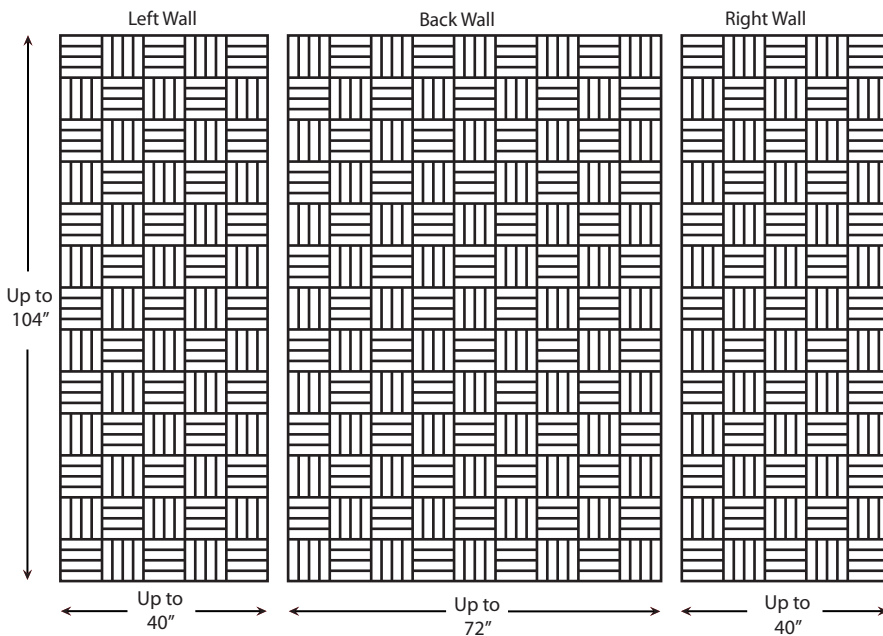 Left Wall
Back Wall
Right Wall
Up to
104”
Up to
40”
Up to
72”
Up to
40”